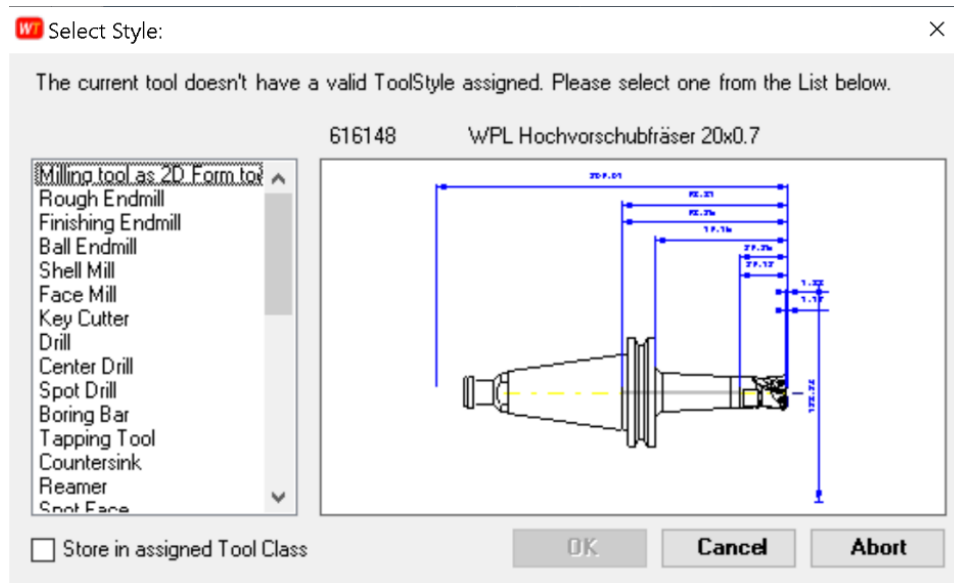 WT Select Style:
The current tool doesn't have a valid ToolStyle assigned. Please select one from the List below.
616148 WPL Hochvorschubfräser 20x0.7
Milling tool as 2D Form
Rough Endmill
Finishing Endmill
Ball Endmill
Shell Mill
Face Mill
Key Cutter
Drill
Center Drill
Spot Drill
Boring Bar
Tapping Tool
Countersink
Reamer
Spot Face
Store in assigned Tool Class
OK Cancel Abort